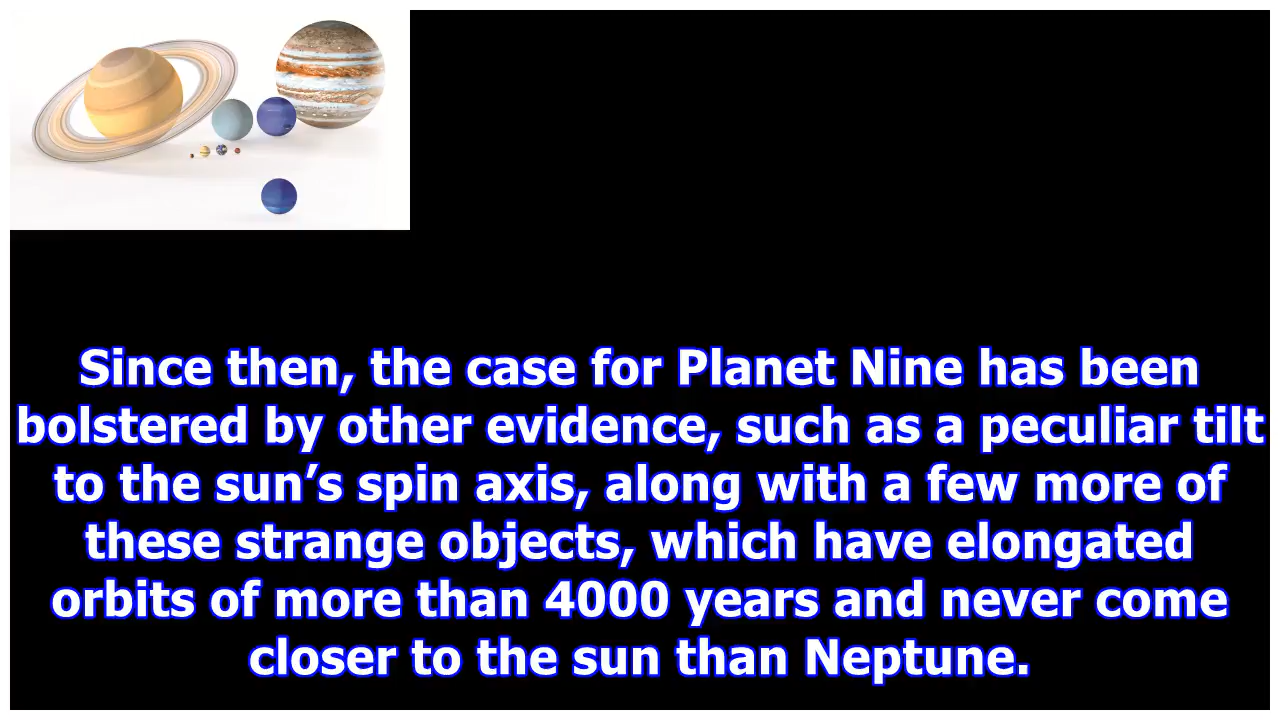 Since then, the case for Planet Nine has been
bolstered by other evidence, such as a peculiar tilt
to the sun’s spin axis, along with a few more of
these strange objects, which have elongated
orbits of more than 4000 years and never come
closer to the sun than Neptune.